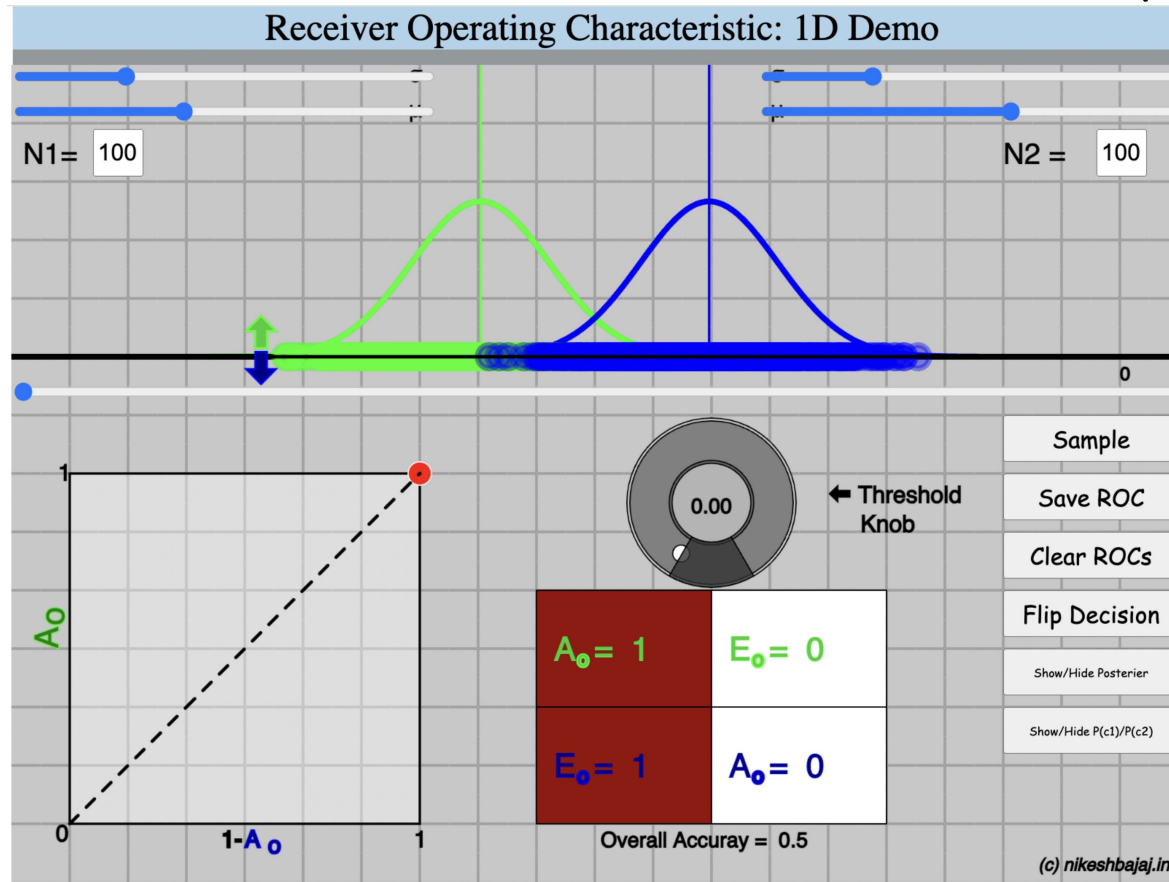 Receiver Operating Characteristic: 1D Demo
σ
σ
μ
μ
N1= 100
N2 = 100
0
Sample
1
Threshold
Knob
0.00
Save ROC
Clear ROCs
Flip Decision
Ao
Ao= 1
Eo= 0
Show/Hide Posterier
Show/Hide P(c1)/P(c2)
Eo= 1
Ao= 0
0
1-Ao
1
Overall Accuray = 0.5
(c) nikeshbajaj.in